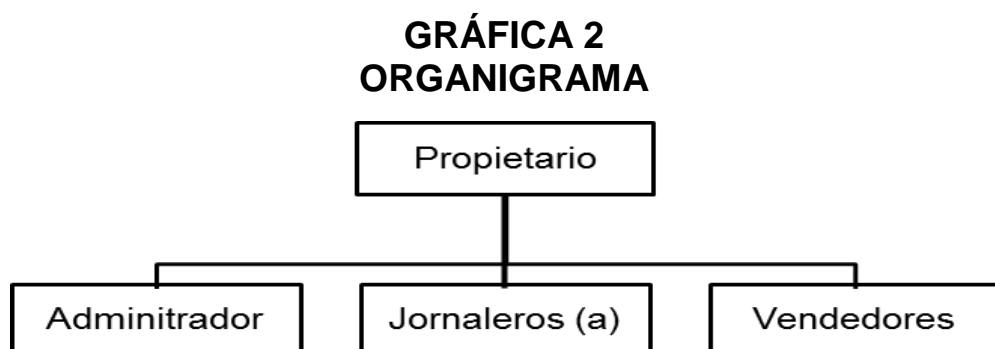 GRÁFICA 2
ORGANIGRAMA
Propietario
Adminitrador
Jornaleros (a)
Vendedores